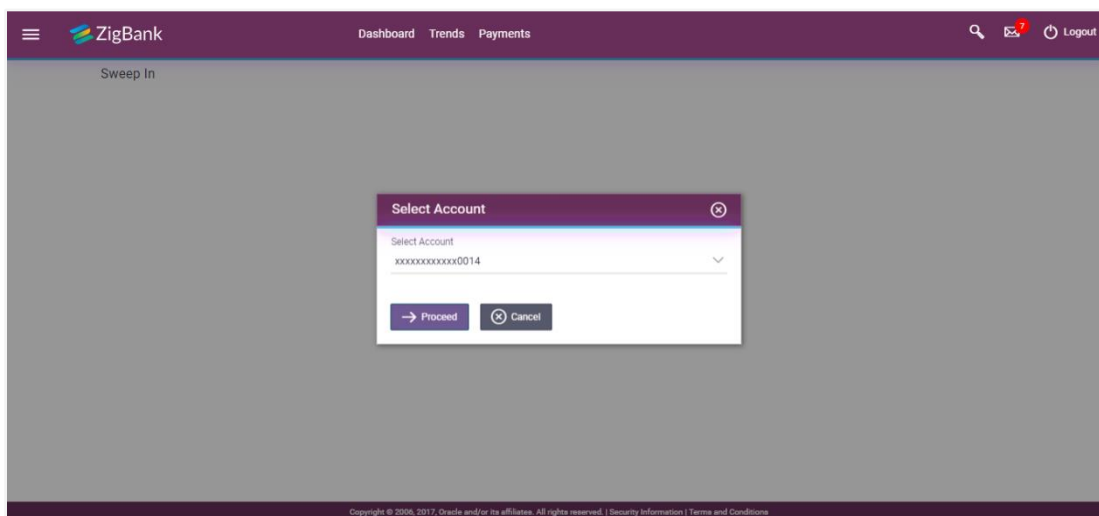 ZigBank Dashboard Trends Payments 7 Logout
Sweep In
Select Account
Select Account
xxxxxxxxxxxx0014
Proceed Cancel
Copyright © 2006, 2017, Oracle and/or its affiliates. All rights reserved. | Security Information | Terms and Conditions